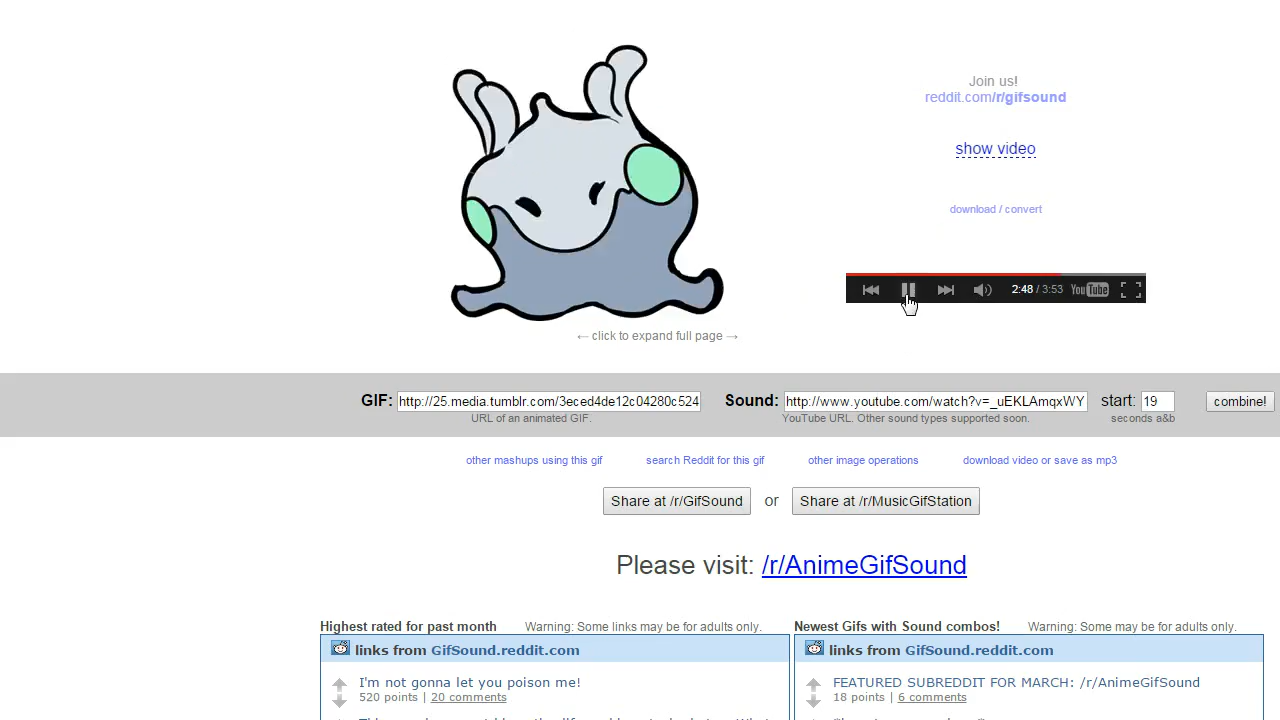 Join us!
reddit.com/r/gifsound
show video
download / convert
2:48 / 3:53 YouTube
← click to expand full page →
GIF: http://25.media.tumblr.com/3eced4de12c04280c524 Sound: http://www.youtube.com/watch?v=_uEKLAmqxWY start: 19 combine!
URL of an animated GIF. YouTube URL. Other sound types supported soon. seconds a&b
other mashups using this gif search Reddit for this gif other image operations download video or save as mp3
Share at /r/GifSound or Share at /r/MusicGifStation
Please visit: /r/AnimeGifSound
Highest rated for past month Warning: Some links may be for adults only.
links from GifSound.reddit.com
I'm not gonna let you poison me!
520 points | 20 comments
Newest Gifs with Sound combos! Warning: Some may be for adults only.
links from GifSound.reddit.com
FEATURED SUBREDDIT FOR MARCH: /r/AnimeGifSound
18 points | 6 comments